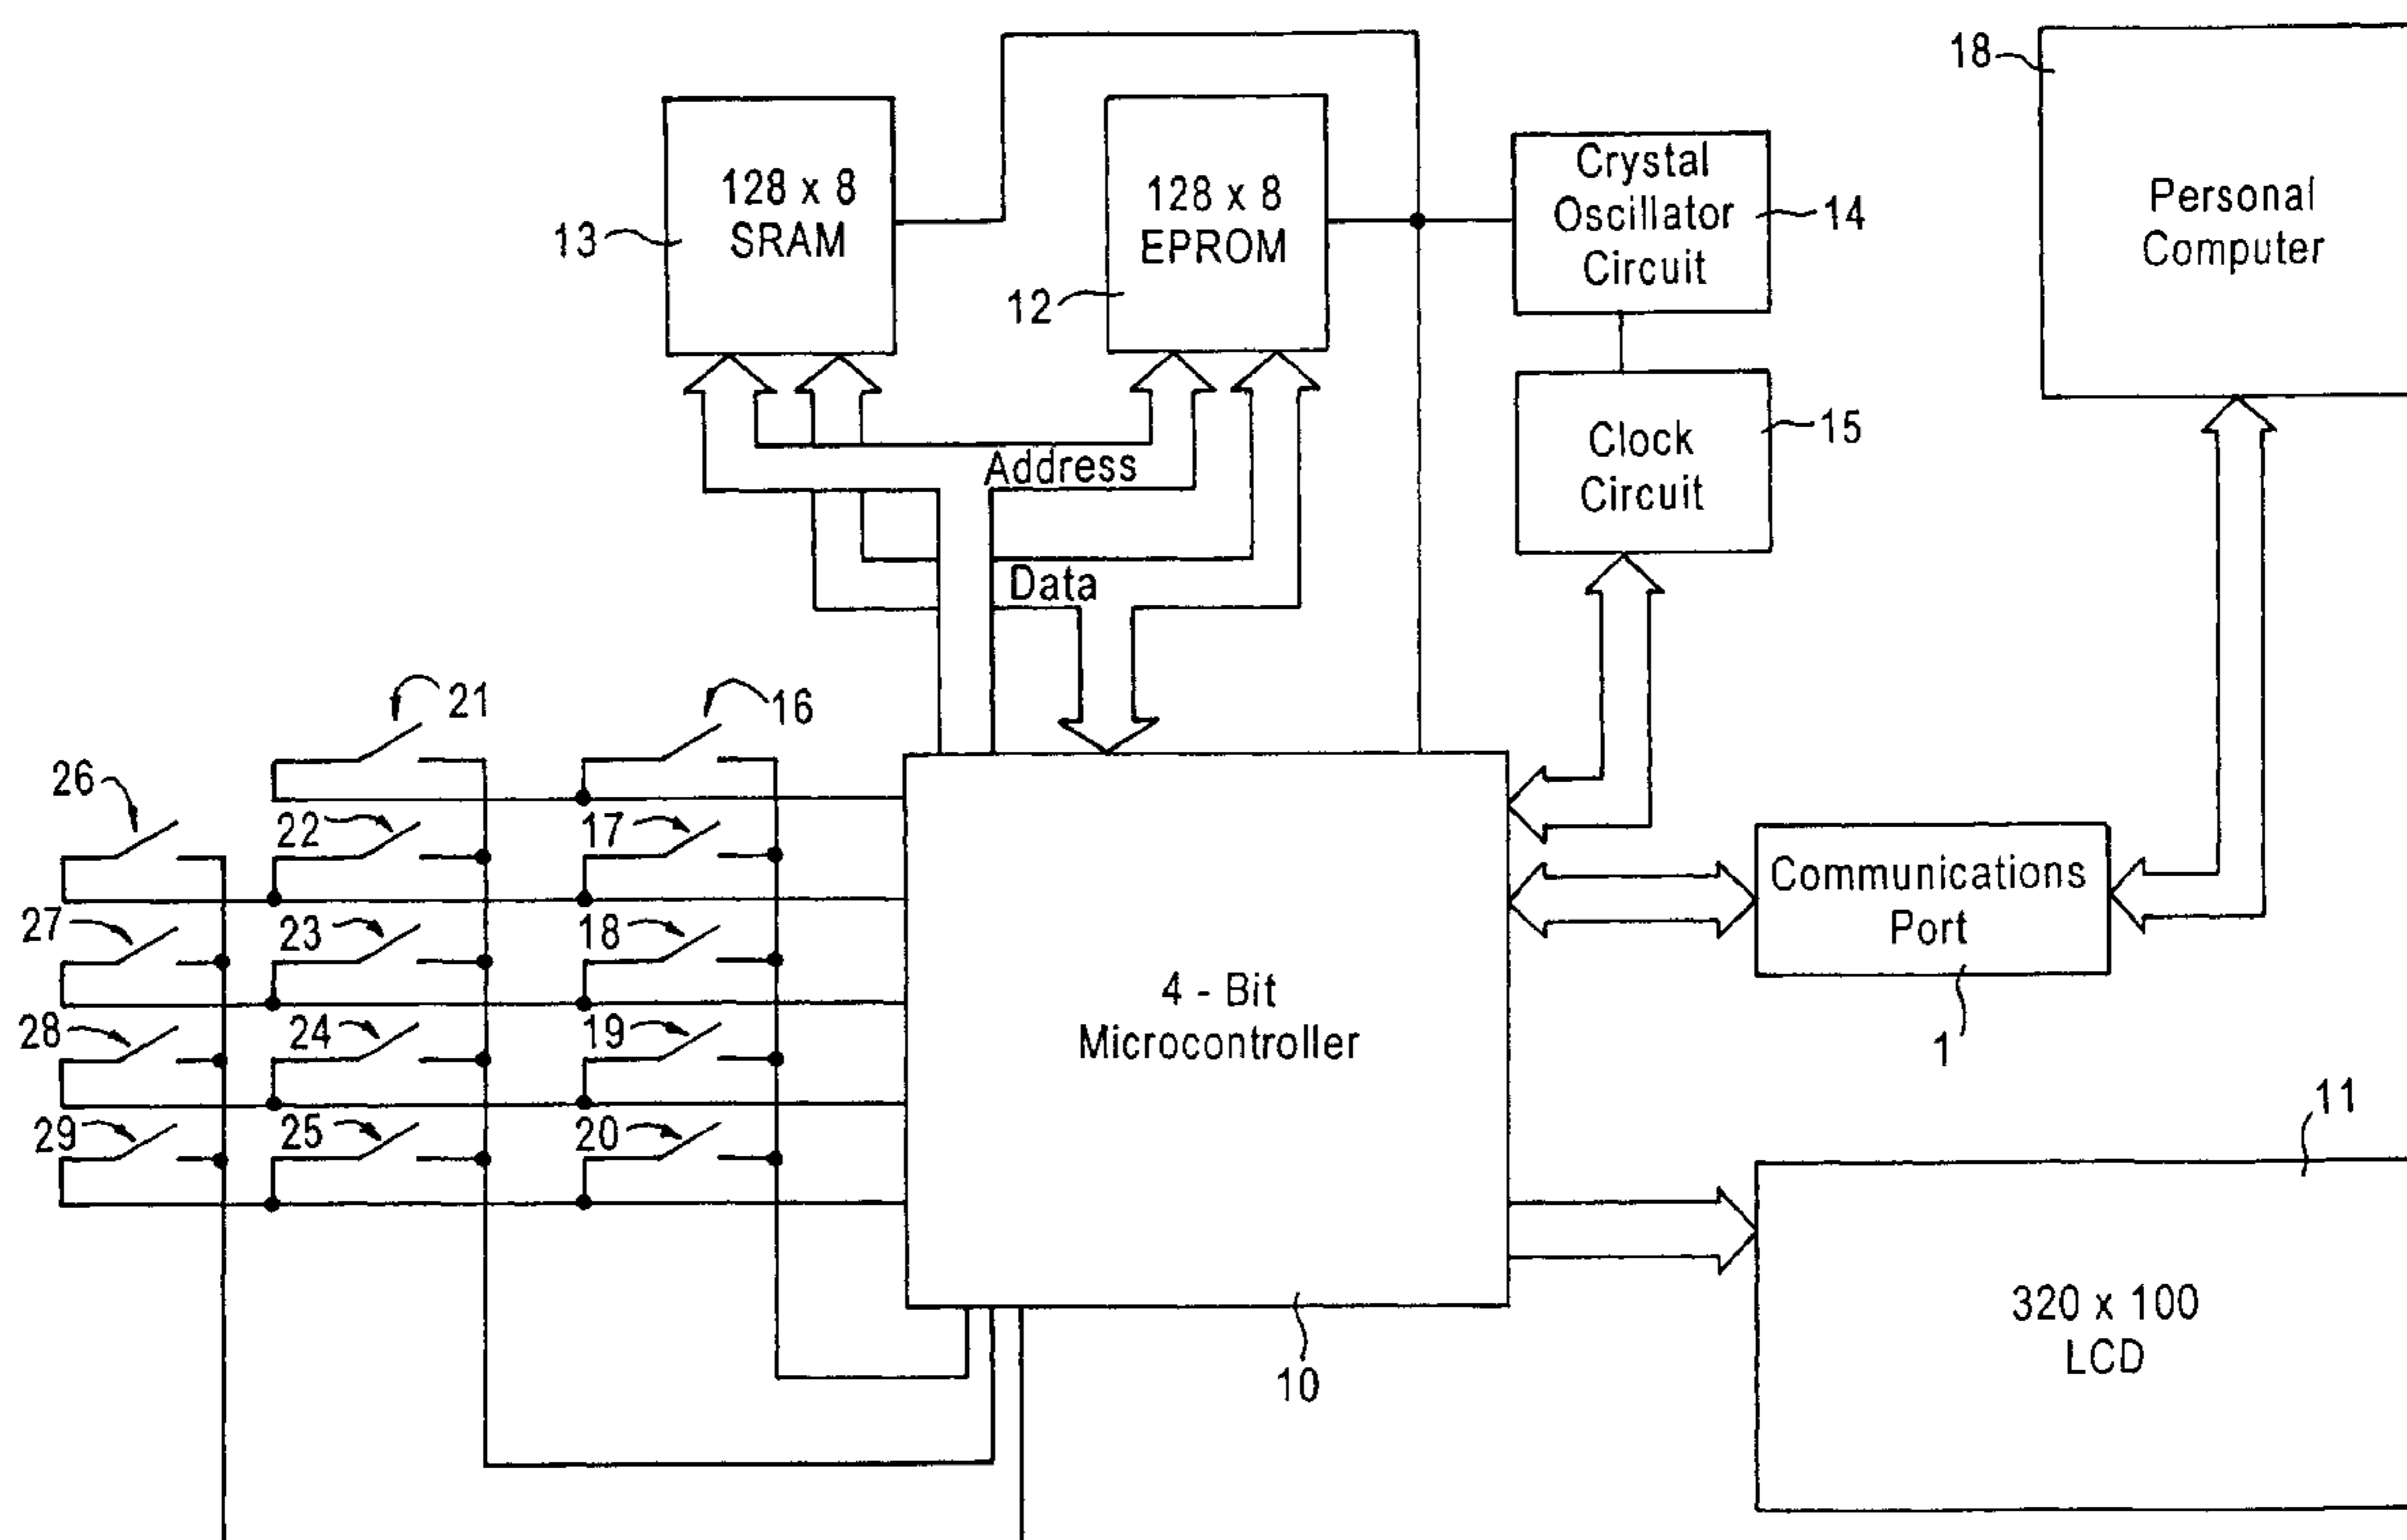 18
128 x 8
SRAM
13
128 x 8
EPROM
12
Crystal
Oscillator
Circuit
14
Personal
Computer
Clock
Circuit
15
Address
Data
21
16
26
22
17
27
23
18
28
24
19
29
25
20
4 - Bit
Microcontroller
10
Communications
Port
1
11
320 x 100
LCD